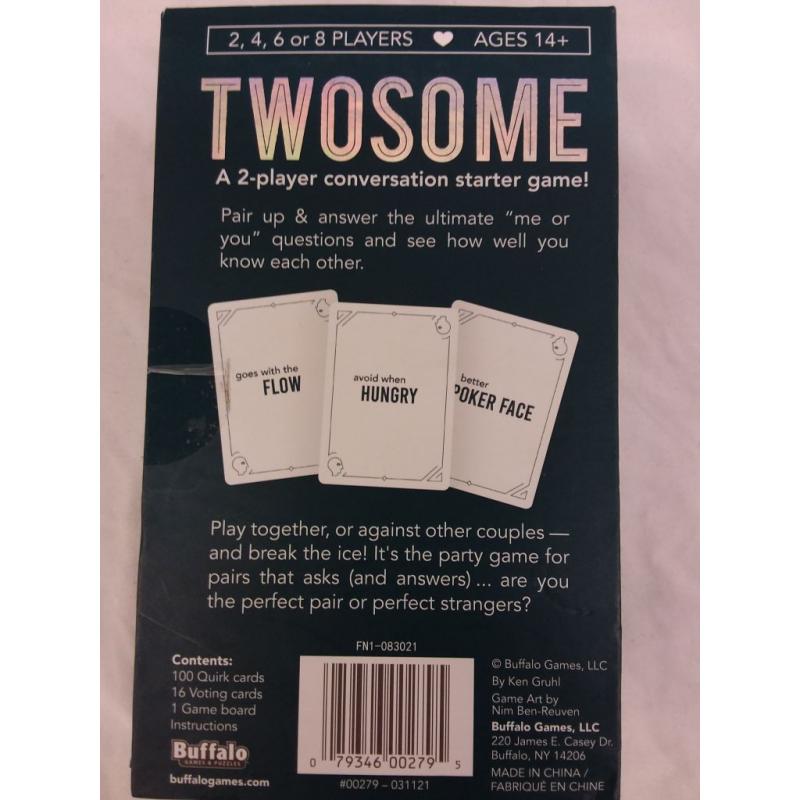 2, 4, 6 or 8 PLAYERS ♥ AGES 14+
TWOSOME
A 2-player conversation starter game!
Pair up & answer the ultimate “me or
you” questions and see how well you
know each other.
goes with the
FLOW
avoid when
HUNGRY
better
POKER FACE
Play together, or against other couples —
and break the ice! It's the party game for
pairs that asks (and answers) ... are you
the perfect pair or perfect strangers?
FN1-083021
Contents:
100 Quirk cards
16 Voting cards
1 Game board
Instructions
Buffalo
GAMES & PUZZLES
buffalogames.com
0 79346 00279 5
#00279 – 031121
© Buffalo Games, LLC
By Ken Gruhl
Game Art by
Nim Ben-Reuven
Buffalo Games, LLC
220 James E. Casey Dr.
Buffalo, NY 14206
MADE IN CHINA /
FABRIQUÉ EN CHINE